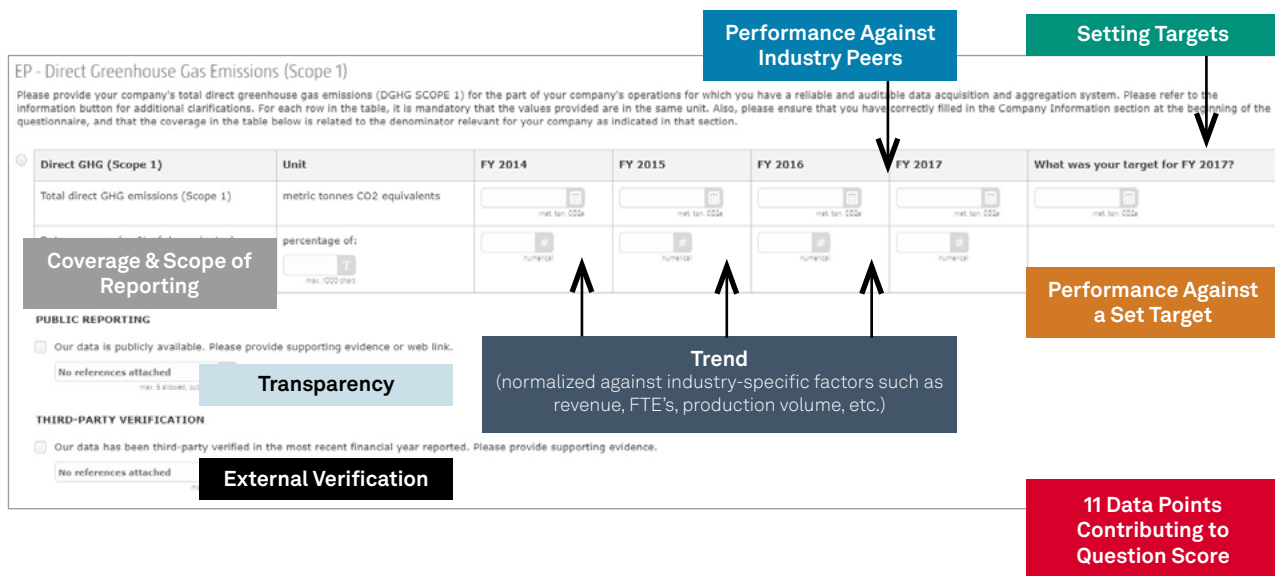 Performance Against
Industry Peers
Setting Targets
EP - Direct Greenhouse Gas Emissions (Scope 1)
Please provide your company's total direct greenhouse gas emissions (DGHG SCOPE 1) for the part of your company's operations for which you have a reliable and auditable data acquisition and aggregation system. Please refer to the
information button for additional clarifications. For each row in the table, it is mandatory that the values provided are in the same unit. Also, please ensure that you have correctly filled in the Company Information section at the beginning of the
questionnaire, and that the coverage in the table below is related to the denominator relevant for your company as indicated in that section.
Direct GHG (Scope 1) Unit FY 2014 FY 2015 FY 2016 FY 2017 What was your target for FY 2017?
Total direct GHG emissions (Scope 1) metric tonnes CO2 equivalents
met. ton. CO2e met. ton. CO2e met. ton. CO2e met. ton. CO2e met. ton. CO2e
percentage of: # # # #
numerical numerical numerical numerical
T
max. 1000 chars
Coverage & Scope of
Reporting
Performance Against
a Set Target
PUBLIC REPORTING
Our data is publicly available. Please provide supporting evidence or web link.
No references attached
max. 5 allowed,
Transparency
Trend
(normalized against industry-specific factors such as
revenue, FTE's, production volume, etc.)
THIRD-PARTY VERIFICATION
Our data has been third-party verified in the most recent financial year reported. Please provide supporting evidence.
No references attached
External Verification
11 Data Points
Contributing to
Question Score